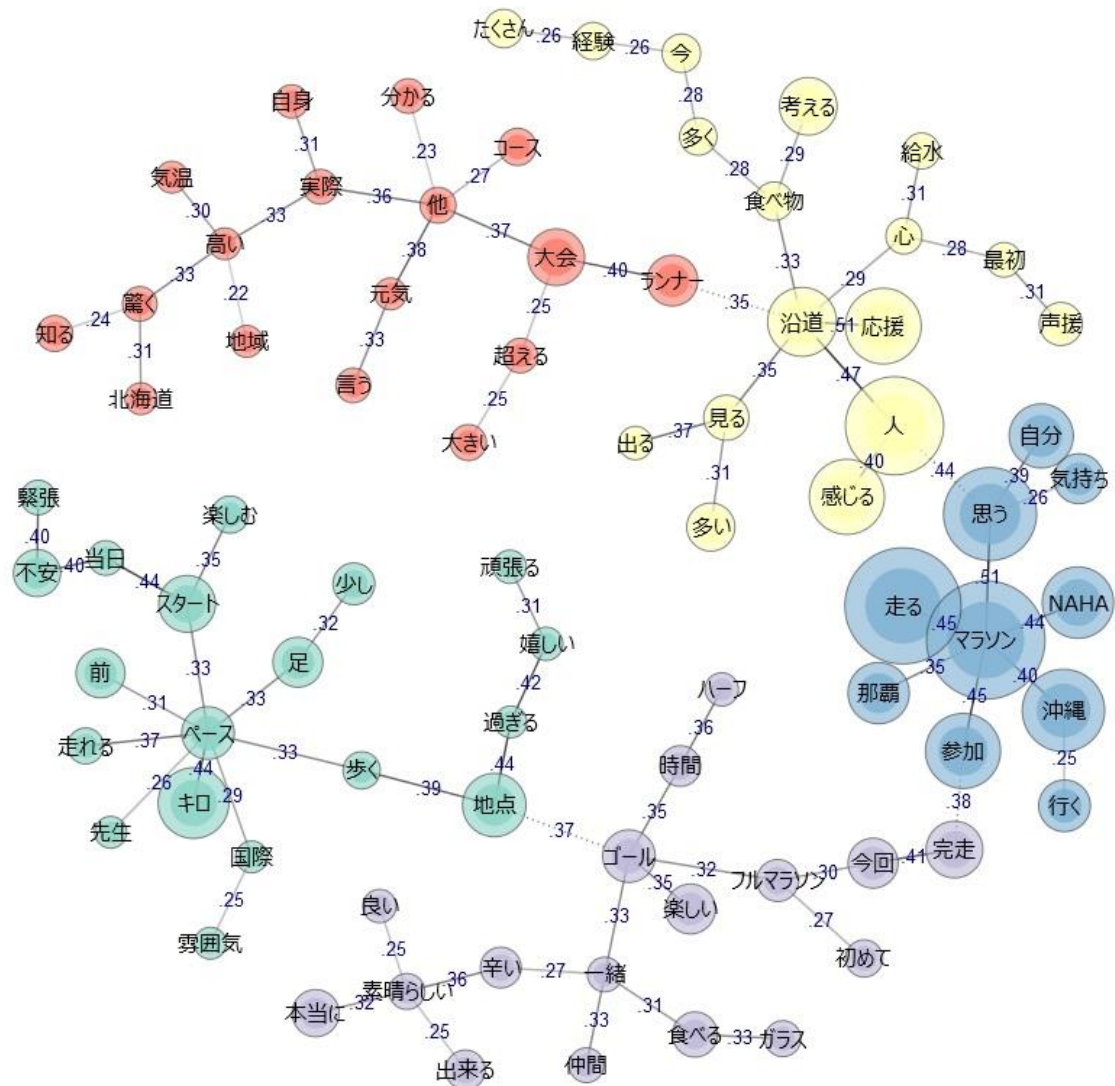 たくさん
.26
経験
.26
今
.28
多く
.28
食べ物
.29
考える
.33
給水
.31
心
.28
最初
.31
声援
.29
沿道
.51
応援
.47
人
.35
見る
.37
出る
.31
多い
.40
感じる
.44
自身
.31
分かる
.23
コース
.27
気温
.30
実際
.36
他
.33
高い
.37
大会
.40
ランナー
.35
.38
元気
.33
言う
.25
超える
.25
大きい
.33
驚く
.24
知る
.31
北海道
.22
地域
自分
.39
気持ち
.26
思う
.51
走る
.45
マラソン
.44
NAHA
.35
那覇
.40
沖縄
.45
参加
.25
行く
.38
緊張
.40
不安
.40
当日
.44
スタート
.35
楽しむ
.33
少し
.32
足
.33
前
.31
ペース
走れる
.37
.26
先生
.44
キロ
.29
国際
.25
雰囲気
.33
歩く
.39
地点
.44
過ぎる
.42
嬉しい
.31
頑張る
.37
ハーフ
.36
時間
.35
ゴール
.32
フルマラソン
.30
今回
.41
完走
.27
初めて
.35
楽しい
.33
一緒
.27
辛い
.36
素晴らしい
.25
良い
.32
本当に
.25
出来る
.33
仲間
.31
食べる
.33
ガラス